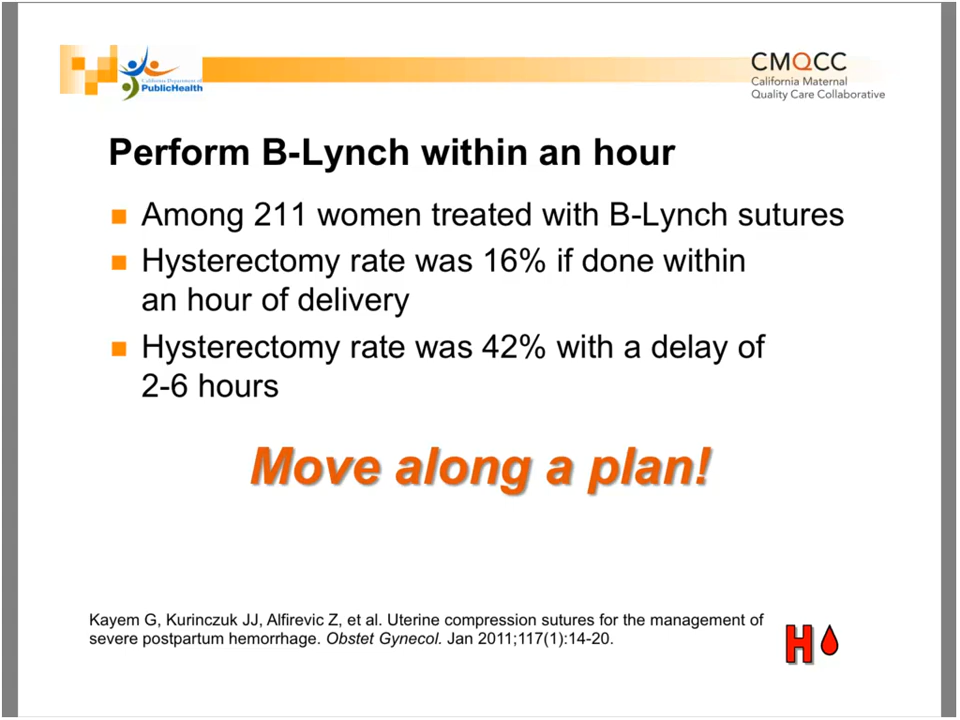 California Department of
PublicHealth
CMQCC
California Maternal
Quality Care Collaborative
Perform B-Lynch within an hour
Among 211 women treated with B-Lynch sutures
Hysterectomy rate was 16% if done within
an hour of delivery
Hysterectomy rate was 42% with a delay of
2-6 hours
Move along a plan!
Kayem G, Kurinczuk JJ, Alfirevic Z, et al. Uterine compression sutures for the management of
severe postpartum hemorrhage. Obstet Gynecol. Jan 2011;117(1):14-20.
H